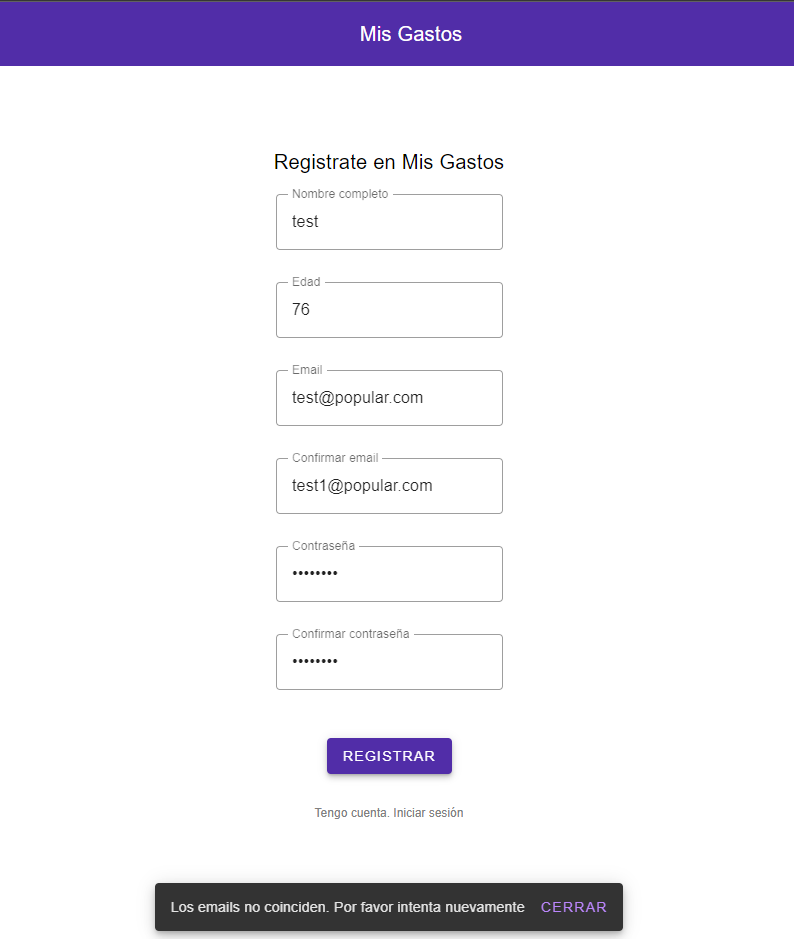 Mis Gastos
Registrate en Mis Gastos
Nombre completo
test
Edad
76
Email
test@popular.com
Confirmar email
test1@popular.com
Contraseña
••••••••
Confirmar contraseña
••••••••
REGISTRAR
Tengo cuenta. Iniciar sesión
Los emails no coinciden. Por favor intenta nuevamente CERRAR